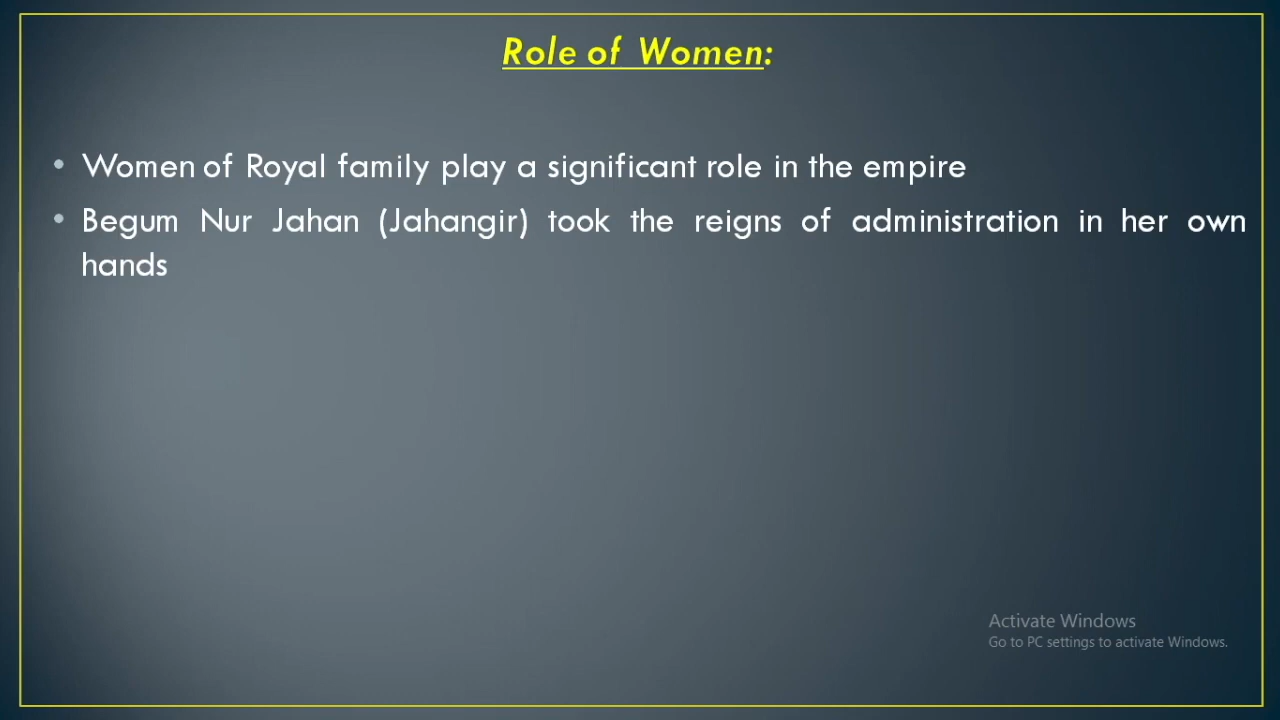 Role of Women:
• Women of Royal family play a significant role in the empire
• Begum Nur Jahan (Jahangir) took the reigns of administration in her own
hands
Activate Windows
Go to PC settings to activate Windows.